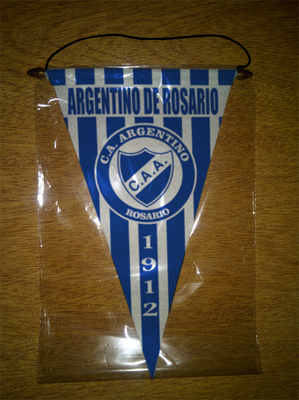 ARGENTINO DE ROSARIO
C.A. ARGENTINO
C.A.A.
ROSARIO
1912